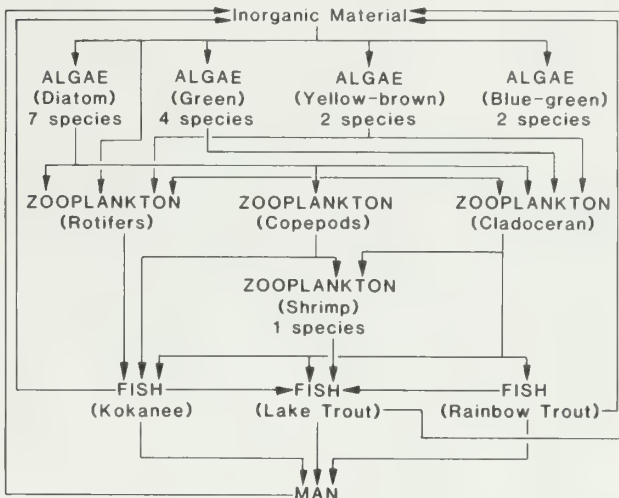 Inorganic Material
ALGAE ALGAE ALGAE ALGAE
(Diatom) (Green) (Yellow-brown) (Blue-green)
7 species 4 species 2 species 2 species
ZOOPLANKTON ZOOPLANKTON ZOOPLANKTON
(Rotifers) (Copepods) (Cladoceran)
ZOOPLANKTON
(Shrimp)
1 species
FISH FISH FISH
(Kokanee) (Lake Trout) (Rainbow Trout)
MAN